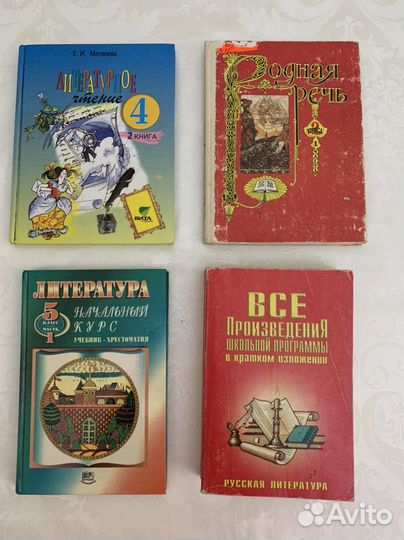 Е. И. Матвеева
ЛИТЕРАТУРНОЕ
чтение
4
2 КНИГА
ВИТА
Родная
речь
ЛИТЕРАТУРА
5
КЛАСС
ЧАСТЬ
1
НАЧАЛЬНЫЙ
КУРС
УЧЕБНИК-ХРЕСТОМАТИЯ
ВСЕ
ПРОИЗВЕДЕНИЯ
ШКОЛЬНОЙ ПРОГРАММЫ
В КРАТКОМ ИЗЛОЖЕНИИ
РУССКАЯ ЛИТЕРАТУРА
Avito